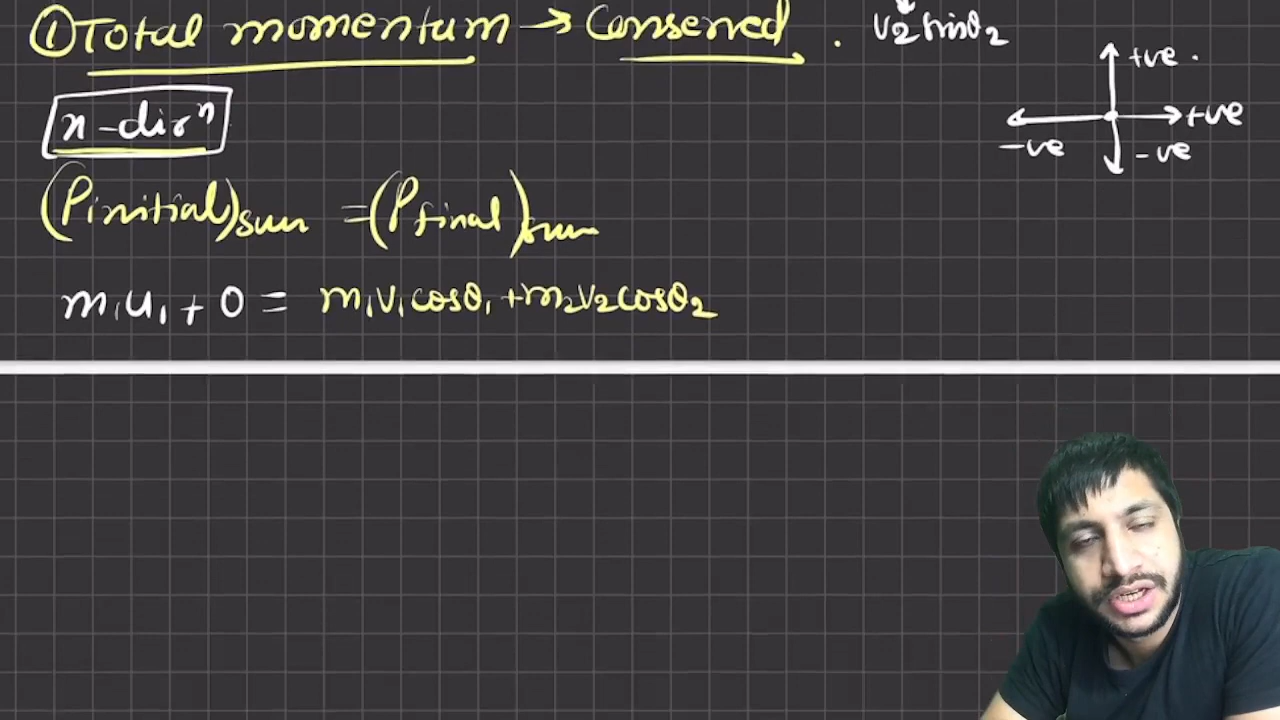 ① Total momentum → Conserved .
v₂ sinθ₂
+ve .
-ve
+ve
-ve
x - dirⁿ
(Pinitial)sum = (Pfinal)sum
m₁u₁ + 0 = m₁v₁cosθ₁ + m₂v₂cosθ₂